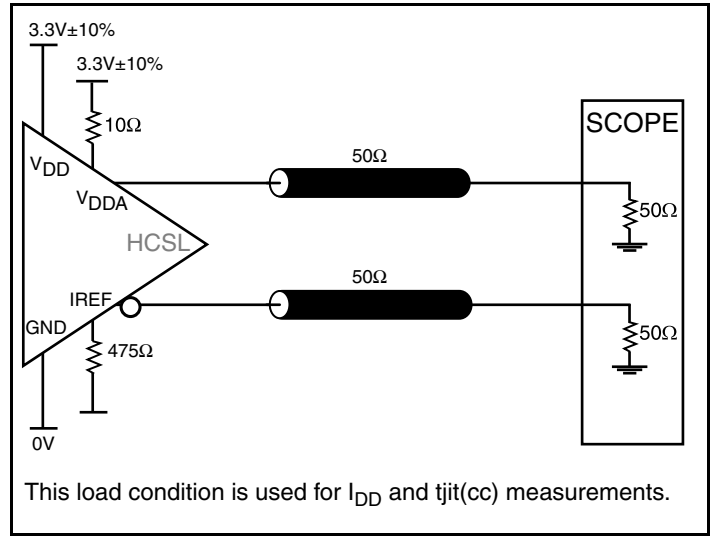 3.3V±10%
3.3V±10%
10Ω
SCOPE
50Ω
VDD
VDDA
50Ω
HCSL
50Ω
IREF
GND
50Ω
475Ω
0V
This load condition is used for IDD and tjit(cc) measurements.